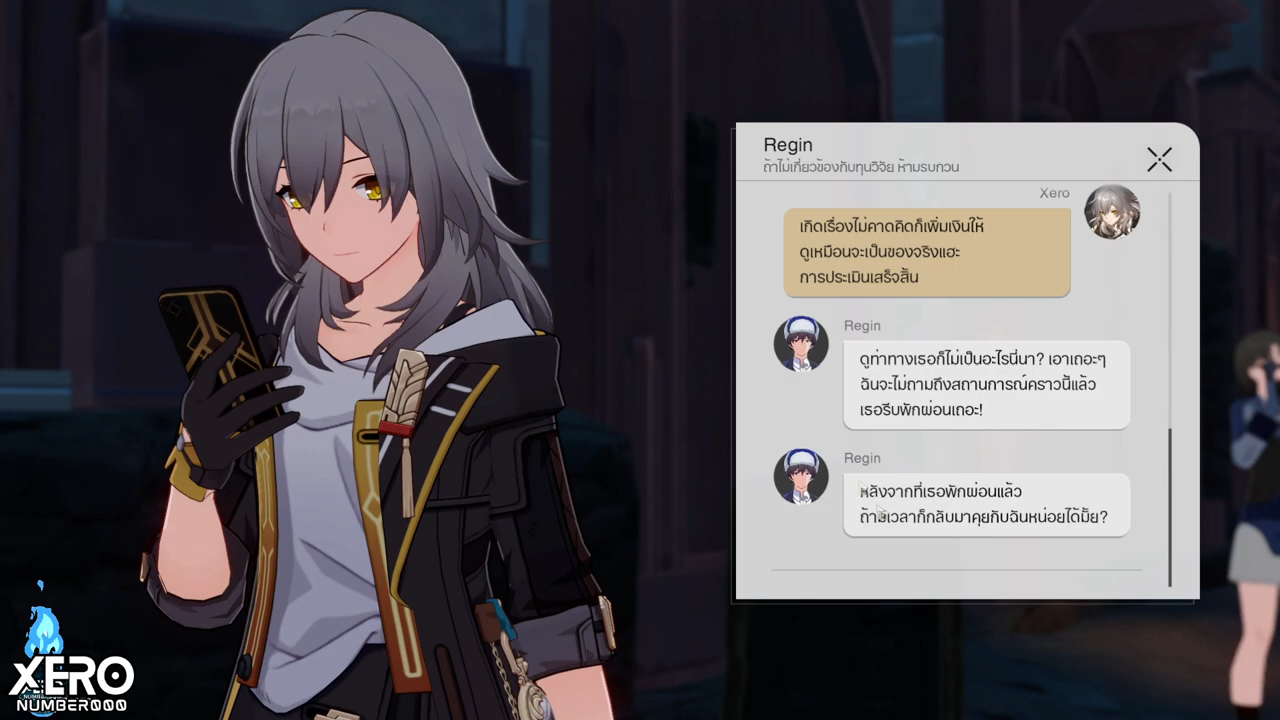 Regin
ถ้าไม่เกี่ยวข้องกับทุนวิจัย ห้ามรบกวน
Xero
เกิดเรื่องไม่คาดคิดก็เพิ่มเงินให้
ดูเหมือนจะเป็นของจริงแฮะ
การประเมินเสร็จสิ้น
Regin
ดูท่าทางเธอก็ไม่เป็นอะไรนี่นา? เอาเถอะๆ
ฉันจะไม่ถามถึงสถานการณ์คราวนี้แล้ว
เธอรีบพักผ่อนเถอะ!
Regin
หลังจากที่เธอพักผ่อนแล้ว
ถ้ามีเวลาก็กลับมาคุยกับฉันหน่อยได้มั้ย?
XERO
NUMBER000